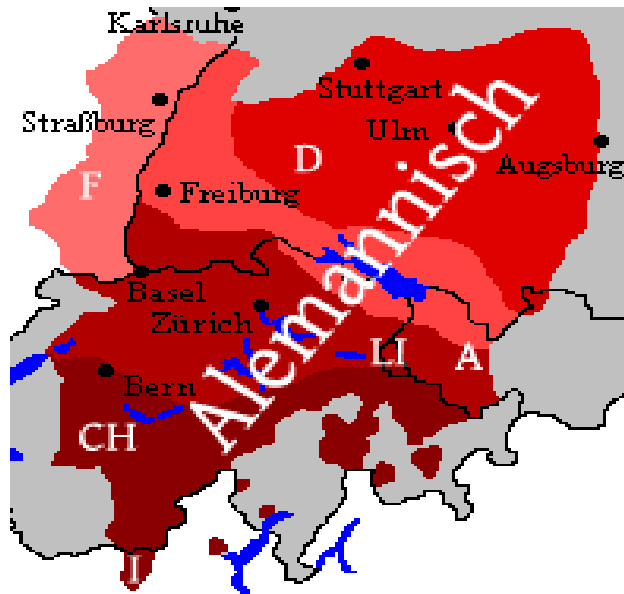 Karlsruhe
Stuttgart
Straßburg
Ulm
D
Augsburg
F
Freiburg
Alemannisch
Basel
Zürich
LI
A
Bern
CH
I